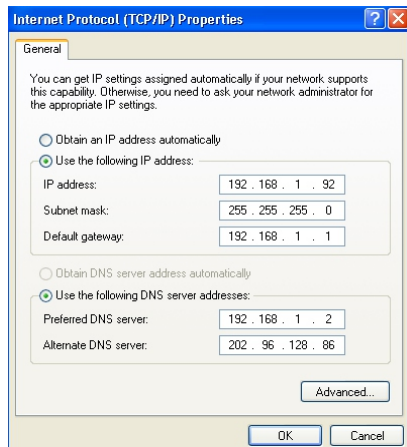 Internet Protocol (TCP/IP) Properties
General
You can get IP settings assigned automatically if your network supports
this capability. Otherwise, you need to ask your network administrator for
the appropriate IP settings.
Obtain an IP address automatically
Use the following IP address:
IP address: 192 . 168 . 1 . 92
Subnet mask: 255 . 255 . 255 . 0
Default gateway: 192 . 168 . 1 . 1
Obtain DNS server address automatically
Use the following DNS server addresses:
Preferred DNS server: 192 . 168 . 1 . 2
Alternate DNS server: 202 . 96 . 128 . 86
Advanced...
OK Cancel